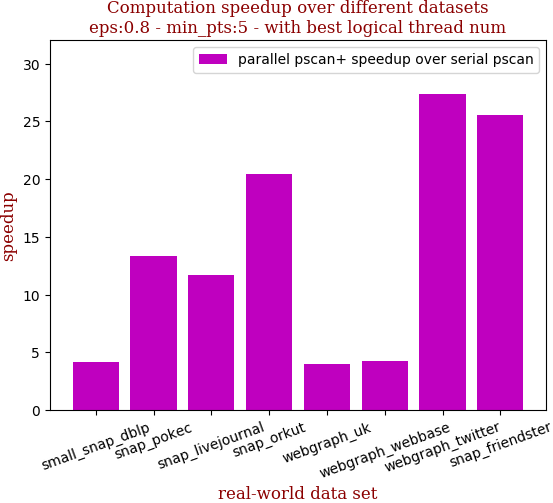 Computation speedup over different datasets
eps:0.8 - min_pts:5 - with best logical thread num
parallel pscan+ speedup over serial pscan
speedup
30
25
20
15
10
5
0
small_snap_dblp
snap_pokec
snap_livejournal
snap_orkut
webgraph_uk
webgraph_webbase
webgraph_twitter
snap_friendster
real-world data set